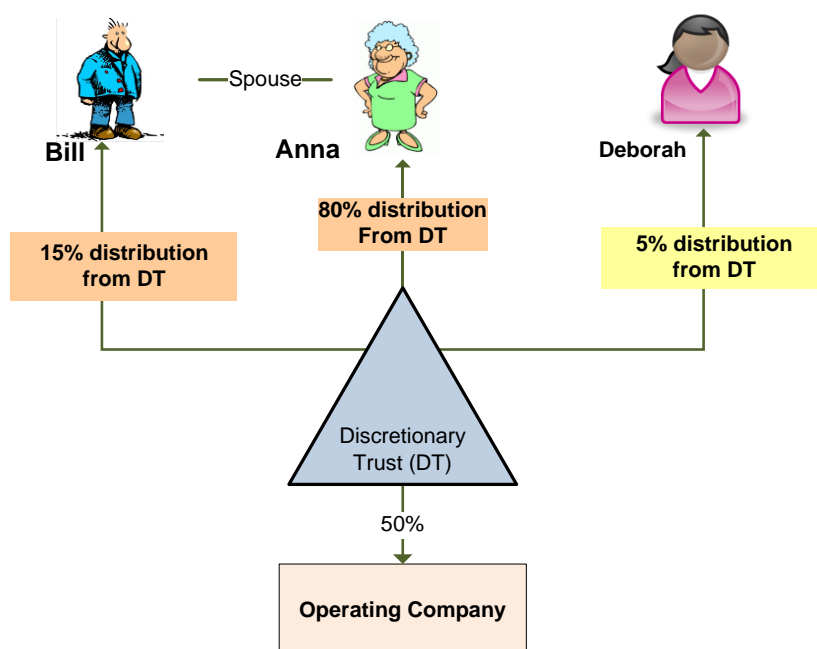 Spouse
Bill
Anna
Deborah
80% distribution
From DT
15% distribution
from DT
5% distribution
from DT
Discretionary
Trust (DT)
50%
Operating Company